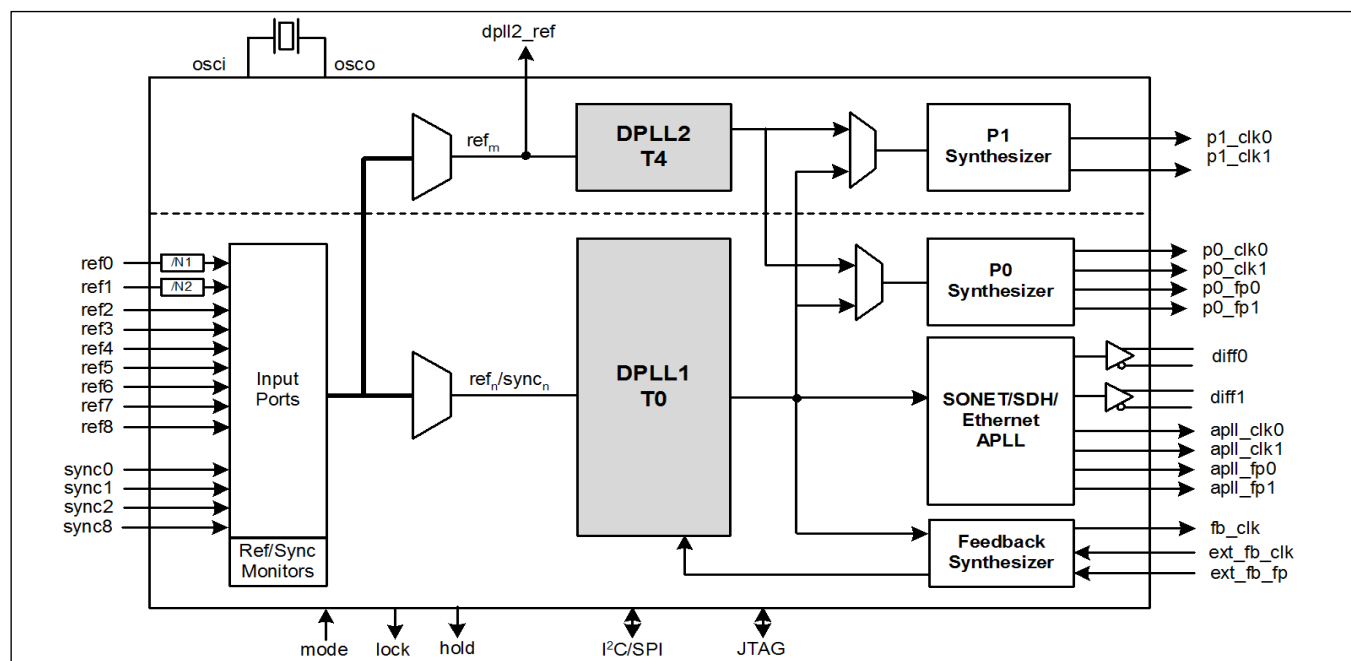 osci
osco
dpll2_ref
refₘ
DPLL2
T4
P1
Synthesizer
p1_clk0
p1_clk1
ref0
/N1
ref1
/N2
ref2
ref3
ref4
ref5
ref6
ref7
ref8
sync0
sync1
sync2
sync8
Input
Ports
Ref/Sync
Monitors
refₙ/syncₙ
DPLL1
T0
P0
Synthesizer
p0_clk0
p0_clk1
p0_fp0
p0_fp1
SONET/SDH/
Ethernet
APLL
diff0
diff1
apll_clk0
apll_clk1
apll_fp0
apll_fp1
Feedback
Synthesizer
fb_clk
ext_fb_clk
ext_fb_fp
mode
lock
hold
I²C/SPI
JTAG